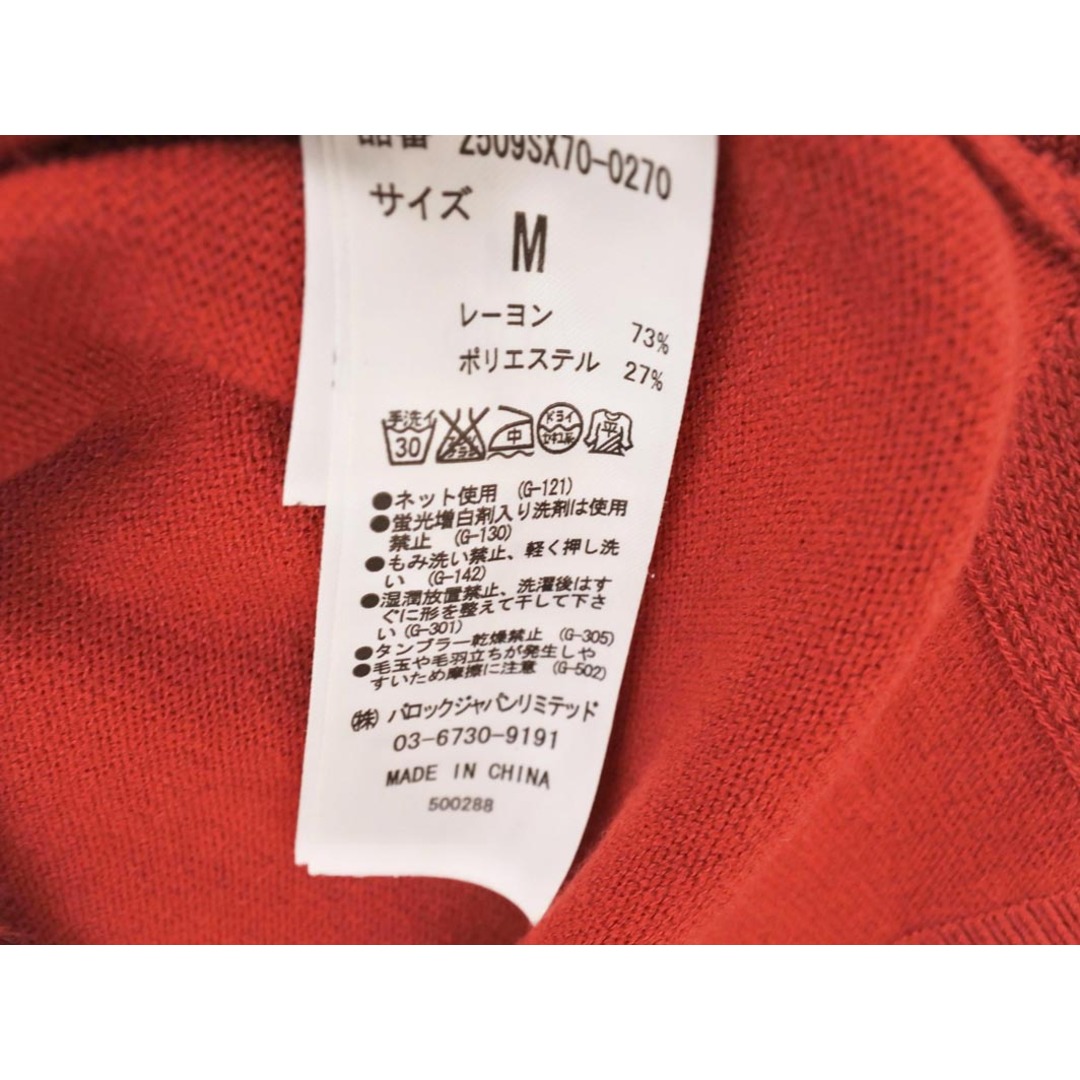 品番 2509SX70-0270
サイズ
M
レーヨン 73%
ポリエステル 27%
手洗イ 30
中
ドライ
平
●ネット使用 (G-121)
●蛍光増白剤入り洗剤は使用
禁止 (G-130)
●もみ洗い禁止、軽く押し洗
い (G-142)
●湿潤放置禁止、洗濯後はす
ぐに形を整えて干して下さ
い (G-301)
●タンブラー乾燥禁止 (G-305)
●毛玉や毛羽立ちが発生しや
すいため摩擦に注意 (G-502)
(株) バロックジャパンリミテッド
03-6730-9191
MADE IN CHINA
500288